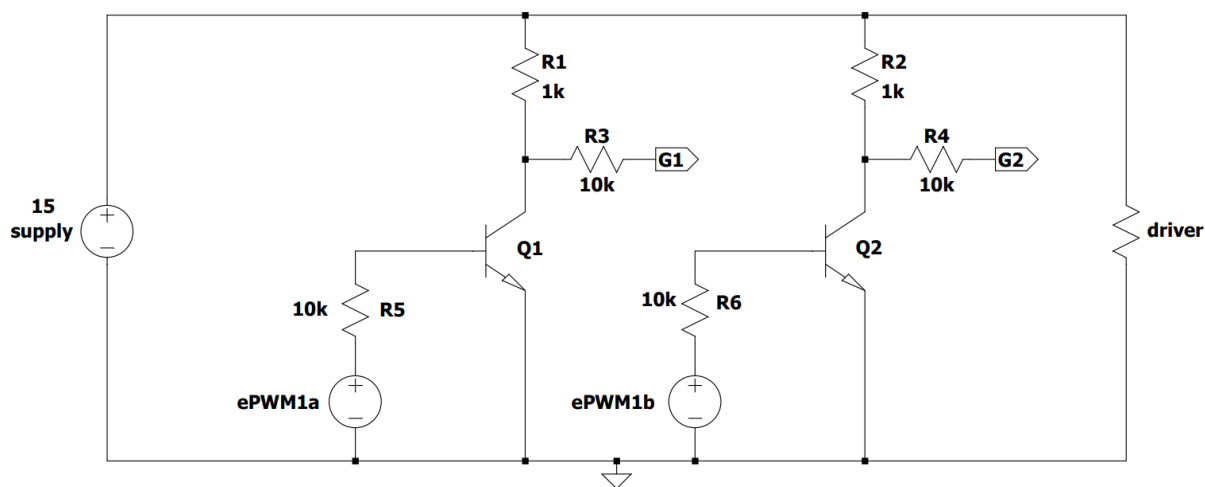 R1
1k
R2
1k
R3
G1
10k
R4
G2
10k
15
supply
+
−
Q1
Q2
driver
10k
R5
10k
R6
ePWM1a
+
−
ePWM1b
+
−